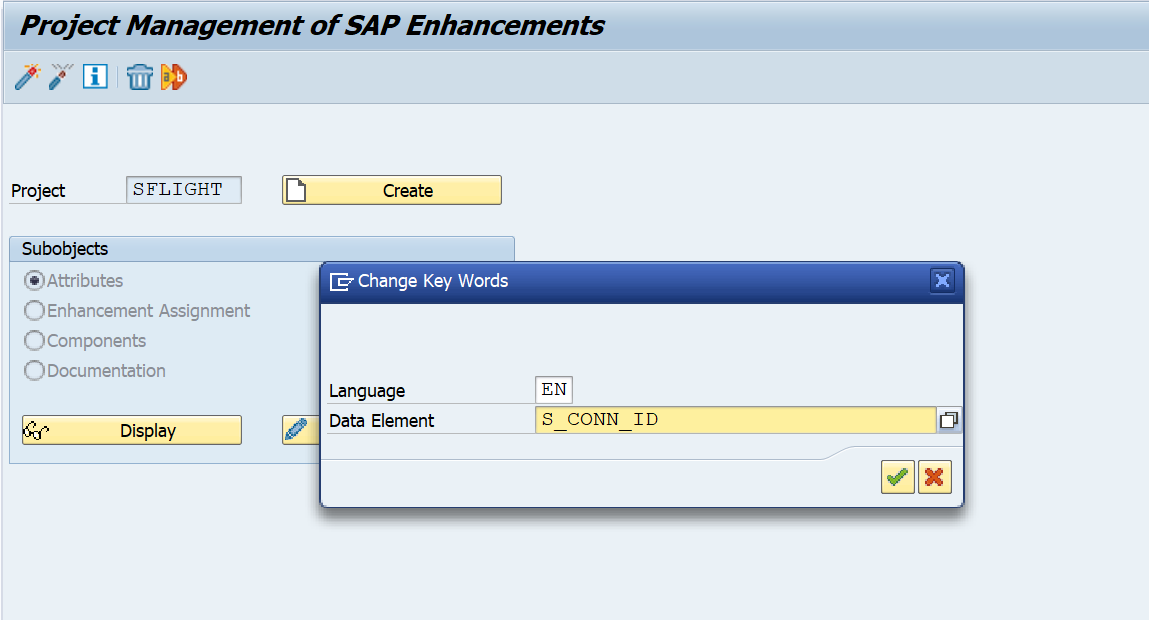 Project Management of SAP Enhancements
Project SFLIGHT Create
Subobjects
Attributes
Enhancement Assignment
Components
Documentation
Display
Change Key Words
Language EN
Data Element S_CONN_ID